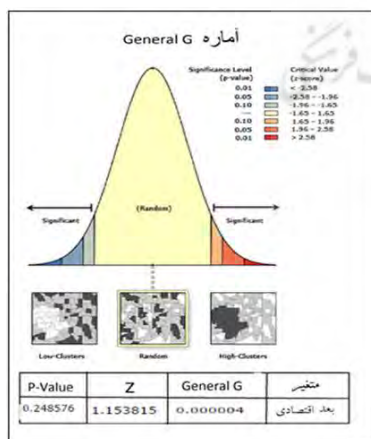 General G آماره
Significance Level (p-value)
Critical Value (z-score)
0.01 < -2.58
0.05 -2.58 - -1.96
0.10 -1.96 - -1.65
— -1.65 - 1.65
0.10 1.65 - 1.96
0.05 1.96 - 2.58
0.01 > 2.58
Significant
(Random)
Significant
Low-Clusters
Random
High-Clusters
P-Value Z General G متغیر
0.248576 1.153815 0.000004 بعد اقتصادی